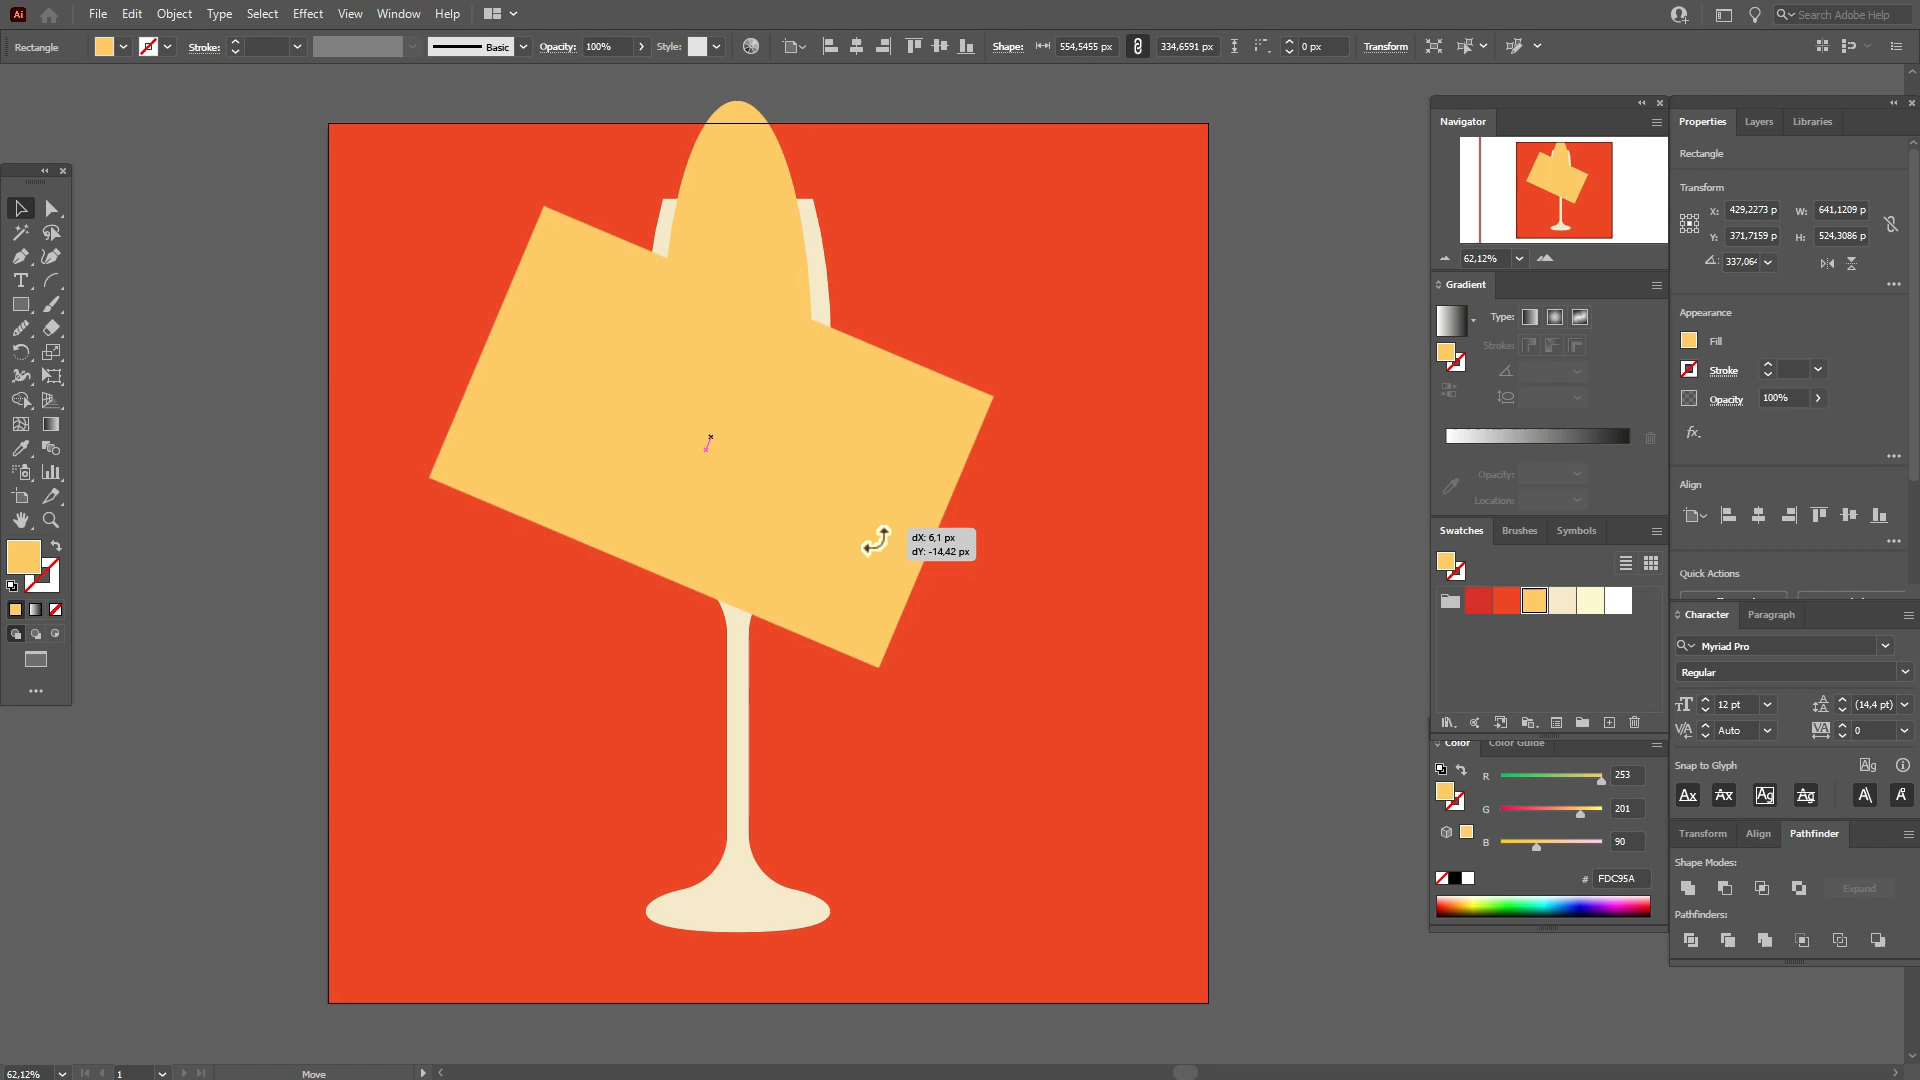 Ai File Edit Object Type Select Effect View Window Help Search Adobe Help
Rectangle Stroke: Basic Opacity: 100% Style: Shape: 554,5455 px 334,6591 px 0 px Transform
Navigator
62,12%
Gradient
Type:
Stroke:
Opacity:
Location:
Swatches Brushes Symbols
Color Color Guide
R 253
G 201
B 90
# FDC95A
Properties Layers Libraries
Rectangle
Transform
X: 429,2273 p W: 641,1209 p
Y: 371,7159 p H: 524,3086 p
337,064
Appearance
Fill
Stroke
Opacity 100%
fx.
Align
Quick Actions
Character Paragraph
Myriad Pro
Regular
12 pt (14,4 pt)
Auto 0
Snap to Glyph
Transform Align Pathfinder
Shape Modes:
Expand
Pathfinders:
dX: 6,1 px
dY: -14,42 px
62,12% 1 Move